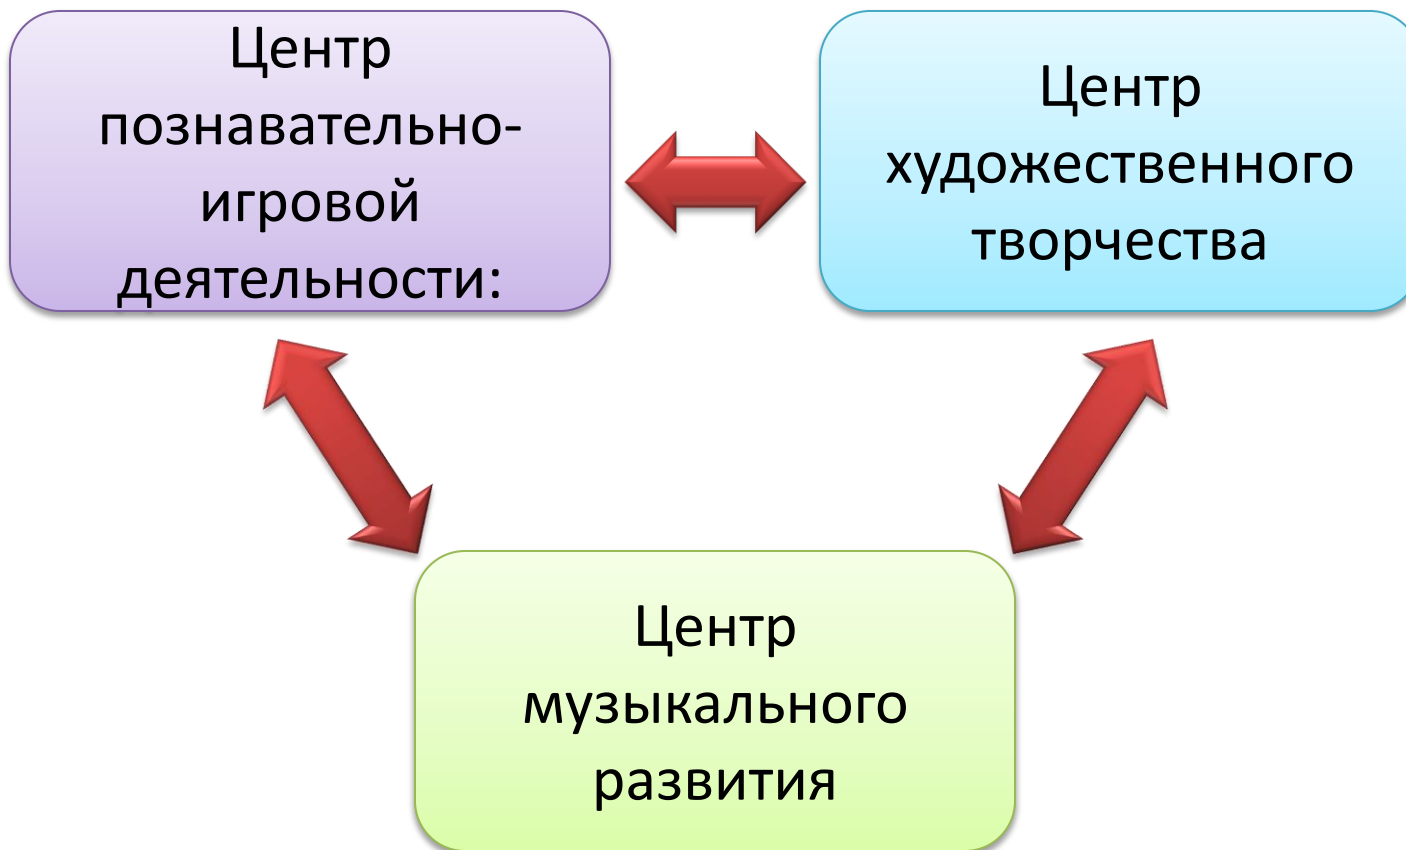 Центр
познавательно-
игровой
деятельности:
Центр
художественного
творчества
Центр
музыкального
развития